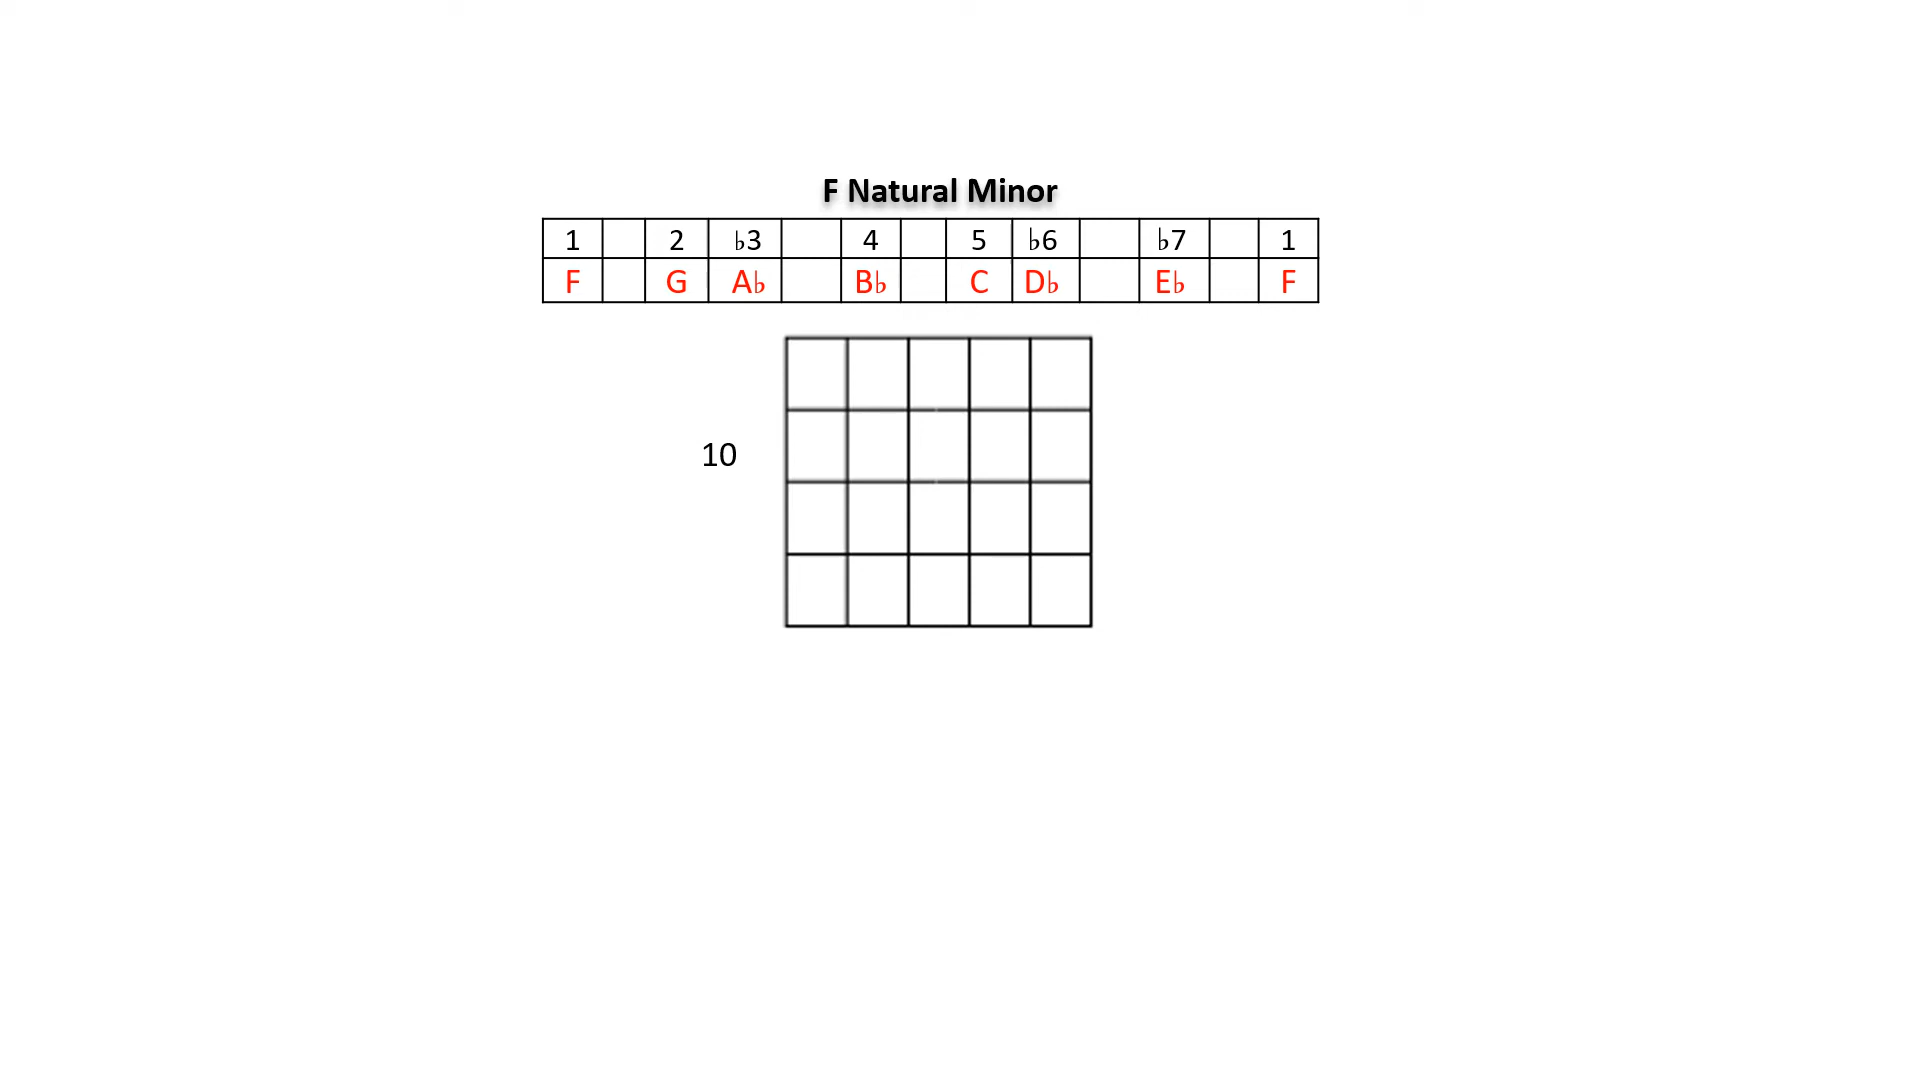 F Natural Minor
1 2 ♭3 4 5 ♭6 ♭7 1
F G A♭ B♭ C D♭ E♭ F
10